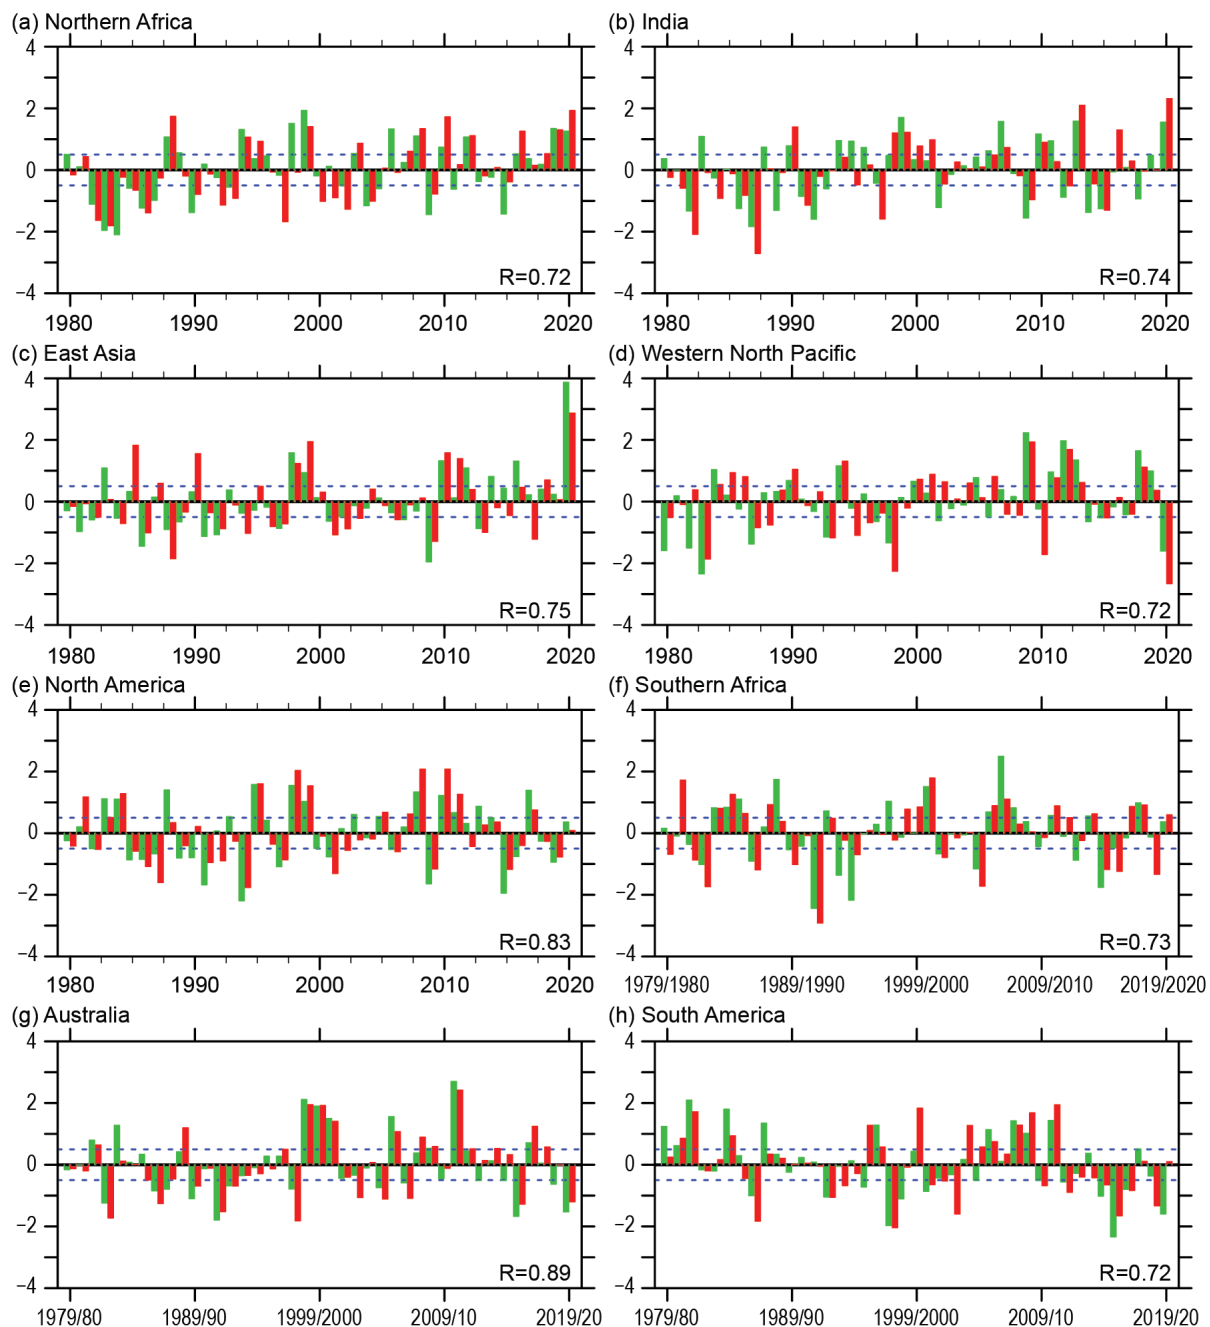 (a) Northern Africa
4
2
0
−2
−4
R=0.72
1980 1990 2000 2010 2020
(b) India
4
2
0
−2
−4
R=0.74
1980 1990 2000 2010 2020
(c) East Asia
4
2
0
−2
−4
R=0.75
1980 1990 2000 2010 2020
(d) Western North Pacific
4
2
0
−2
−4
R=0.72
1980 1990 2000 2010 2020
(e) North America
4
2
0
−2
−4
R=0.83
1980 1990 2000 2010 2020
(f) Southern Africa
4
2
0
−2
−4
R=0.73
1979/1980 1989/1990 1999/2000 2009/2010 2019/2020
(g) Australia
4
2
0
−2
−4
R=0.89
1979/80 1989/90 1999/2000 2009/10 2019/20
(h) South America
4
2
0
−2
−4
R=0.72
1979/80 1989/90 1999/2000 2009/10 2019/20